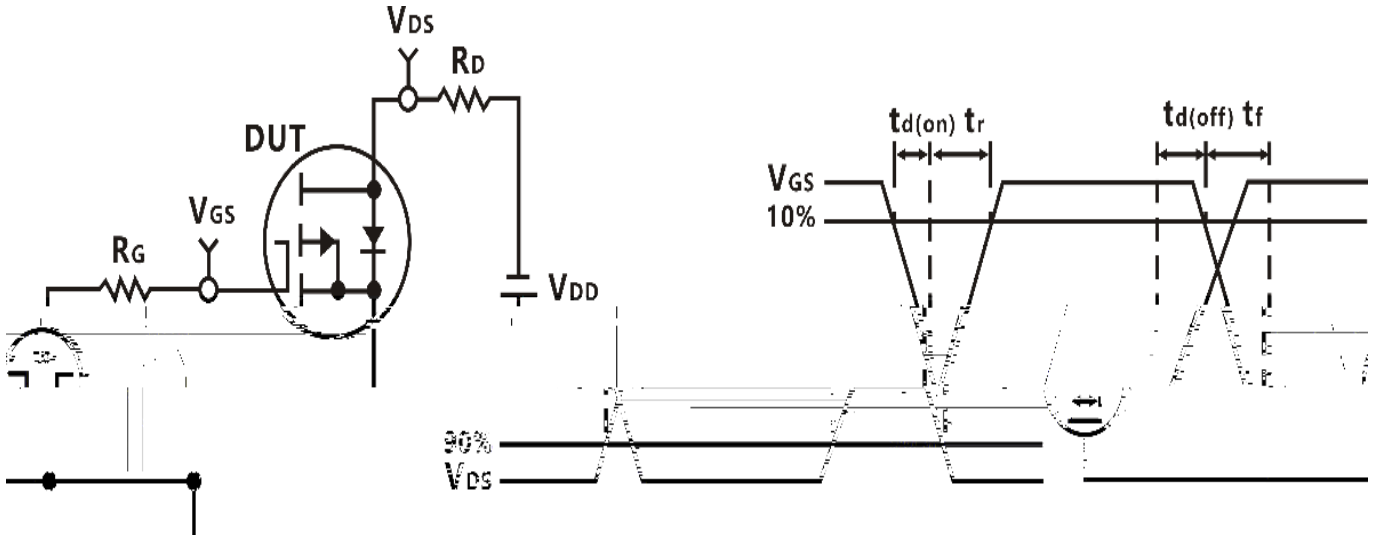 VDS
RD
DUT
VGS
RG
VDD
td(on) tr
td(off) tf
VGS
10%
90%
VDS